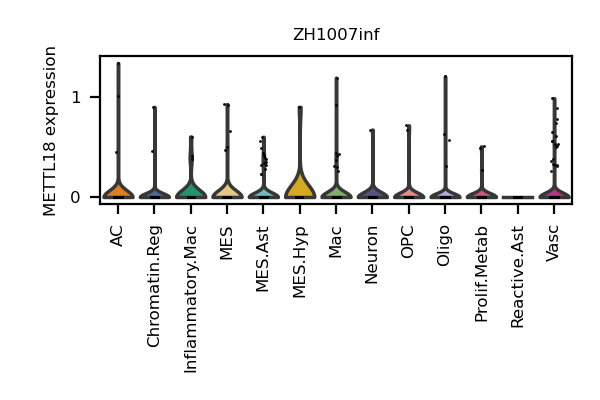 ZH1007inf
METTL18 expression
1
0
AC
Chromatin.Reg
Inflammatory.Mac
MES
MES.Ast
MES.Hyp
Mac
Neuron
OPC
Oligo
Prolif.Metab
Reactive.Ast
Vasc